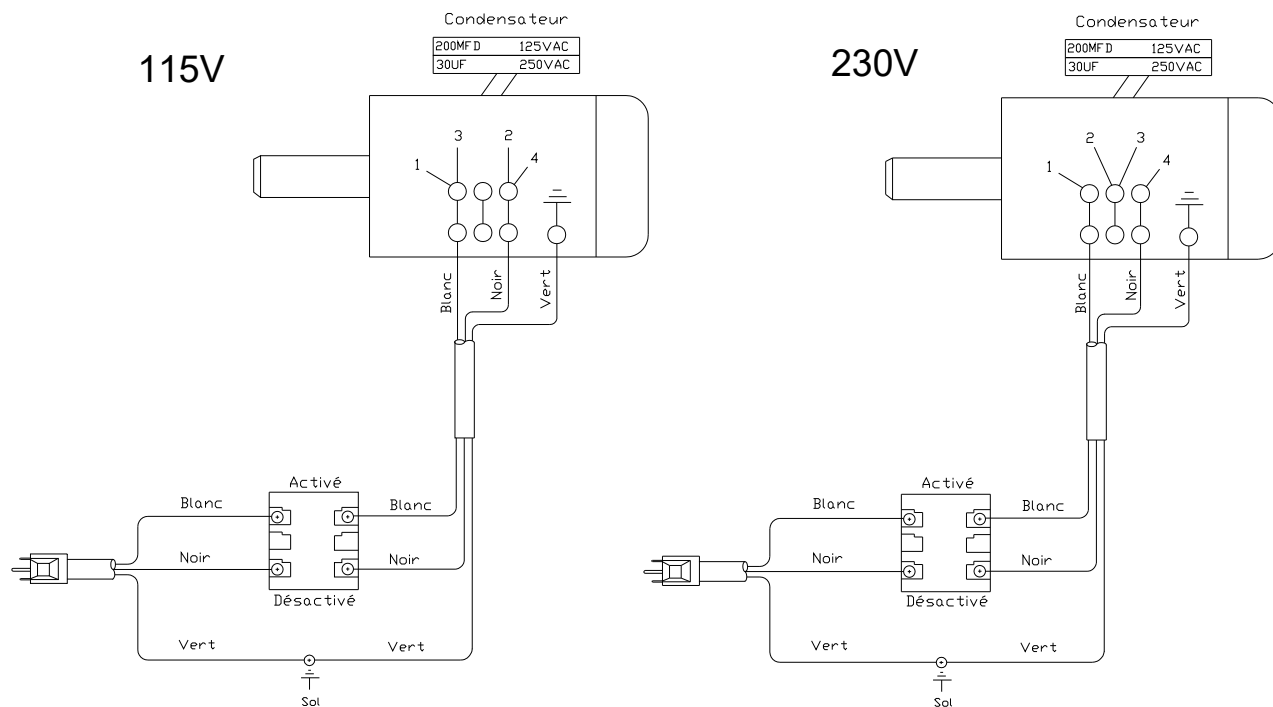 Condensateur
200MFD 125VAC
30UF 250VAC
115V
3 2
1 4
Blanc
Noir
Vert
Activé
Blanc Blanc
Noir Noir
Désactivé
Vert Vert
Sol
Condensateur
200MFD 125VAC
30UF 250VAC
230V
2 3
1 4
Blanc
Noir
Vert
Activé
Blanc Blanc
Noir Noir
Désactivé
Vert Vert
Sol